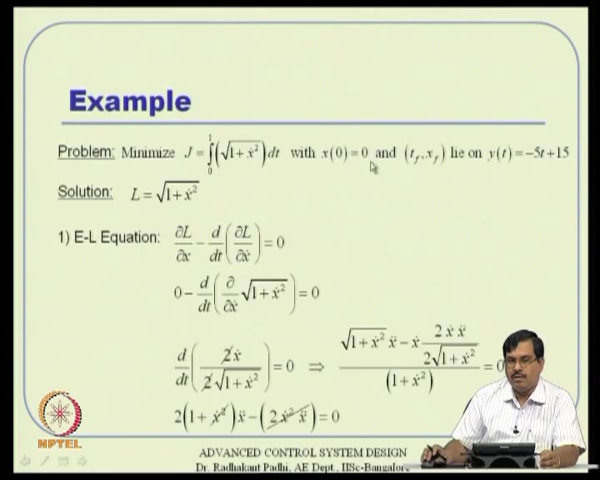 Example
Problem: Minimize J = ∫₀¹ (√(1 + ẋ²)) dt with x(0) = 0 and (t_f, x_f) lie on y(t) = −5t + 15
Solution: L = √(1 + ẋ²)
1) E-L Equation: ∂L/∂x − d/dt (∂L/∂ẋ) = 0
0 − d/dt (∂/∂ẋ √(1 + ẋ²)) = 0
d/dt (2ẋ / 2√(1 + ẋ²)) = 0 ⇒ (√(1 + ẋ²) ẍ − ẋ (2ẋẍ / 2√(1 + ẋ²))) / (1 + ẋ²) = 0
2(1 + ẋ²)ẍ − (2ẋ²ẍ) = 0
NPTEL
ADVANCED CONTROL SYSTEM DESIGN
Dr. Radhakant Padhi, AE Dept., IISc-Bangalore